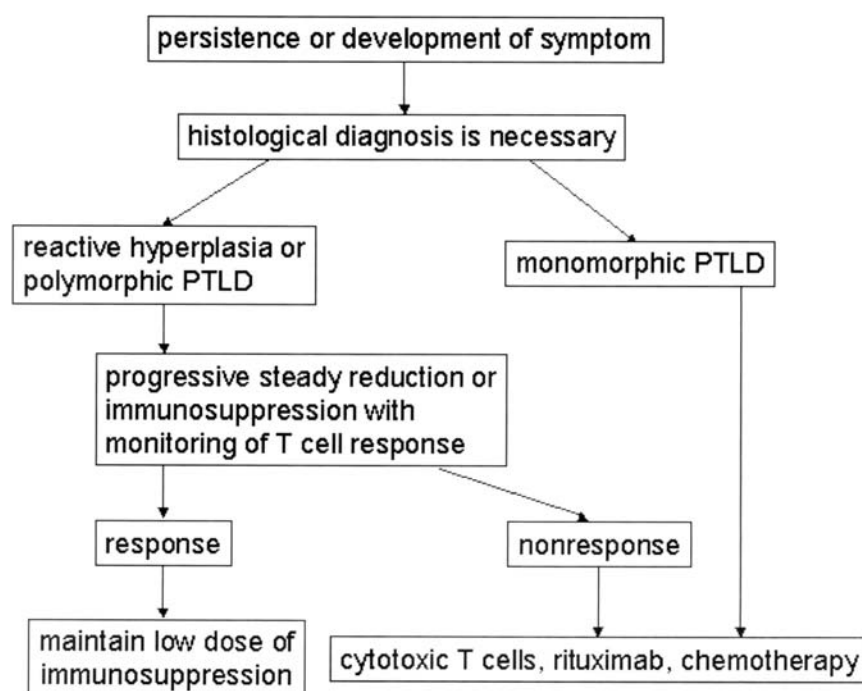 persistence or development of symptom
histological diagnosis is necessary
reactive hyperplasia or
polymorphic PTLD
monomorphic PTLD
progressive steady reduction or
immunosuppression with
monitoring of T cell response
response
nonresponse
maintain low dose of
immunosuppression
cytotoxic T cells, rituximab, chemotherapy